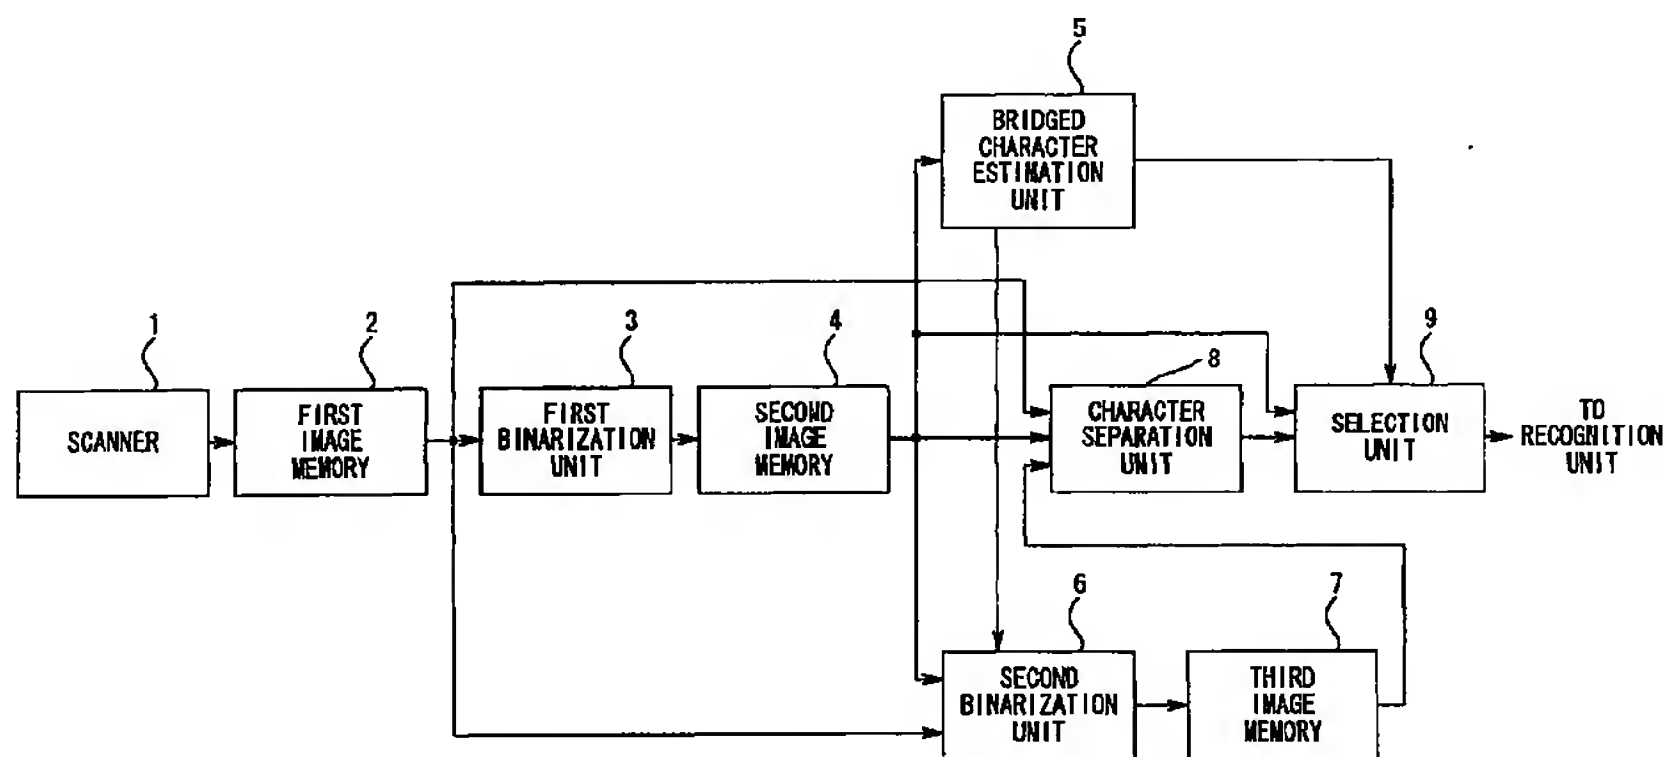 5
BRIDGED
CHARACTER
ESTIMATION
UNIT
1
2
3
4
8
9
SCANNER
FIRST
IMAGE
MEMORY
FIRST
BINARIZATION
UNIT
SECOND
IMAGE
MEMORY
CHARACTER
SEPARATION
UNIT
SELECTION
UNIT
TO
RECOGNITION
UNIT
6
7
SECOND
BINARIZATION
UNIT
THIRD
IMAGE
MEMORY